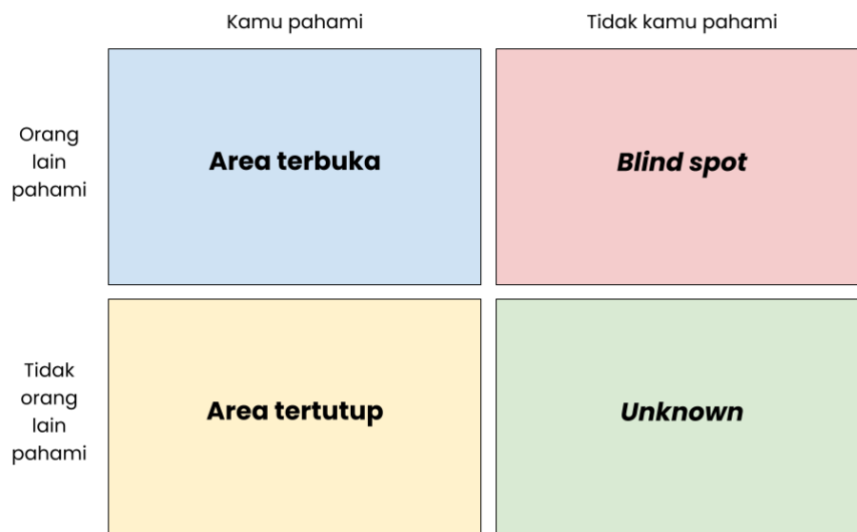 Kamu pahami
Tidak kamu pahami
Orang
lain
pahami
Area terbuka
Blind spot
Tidak
orang
lain
pahami
Area tertutup
Unknown